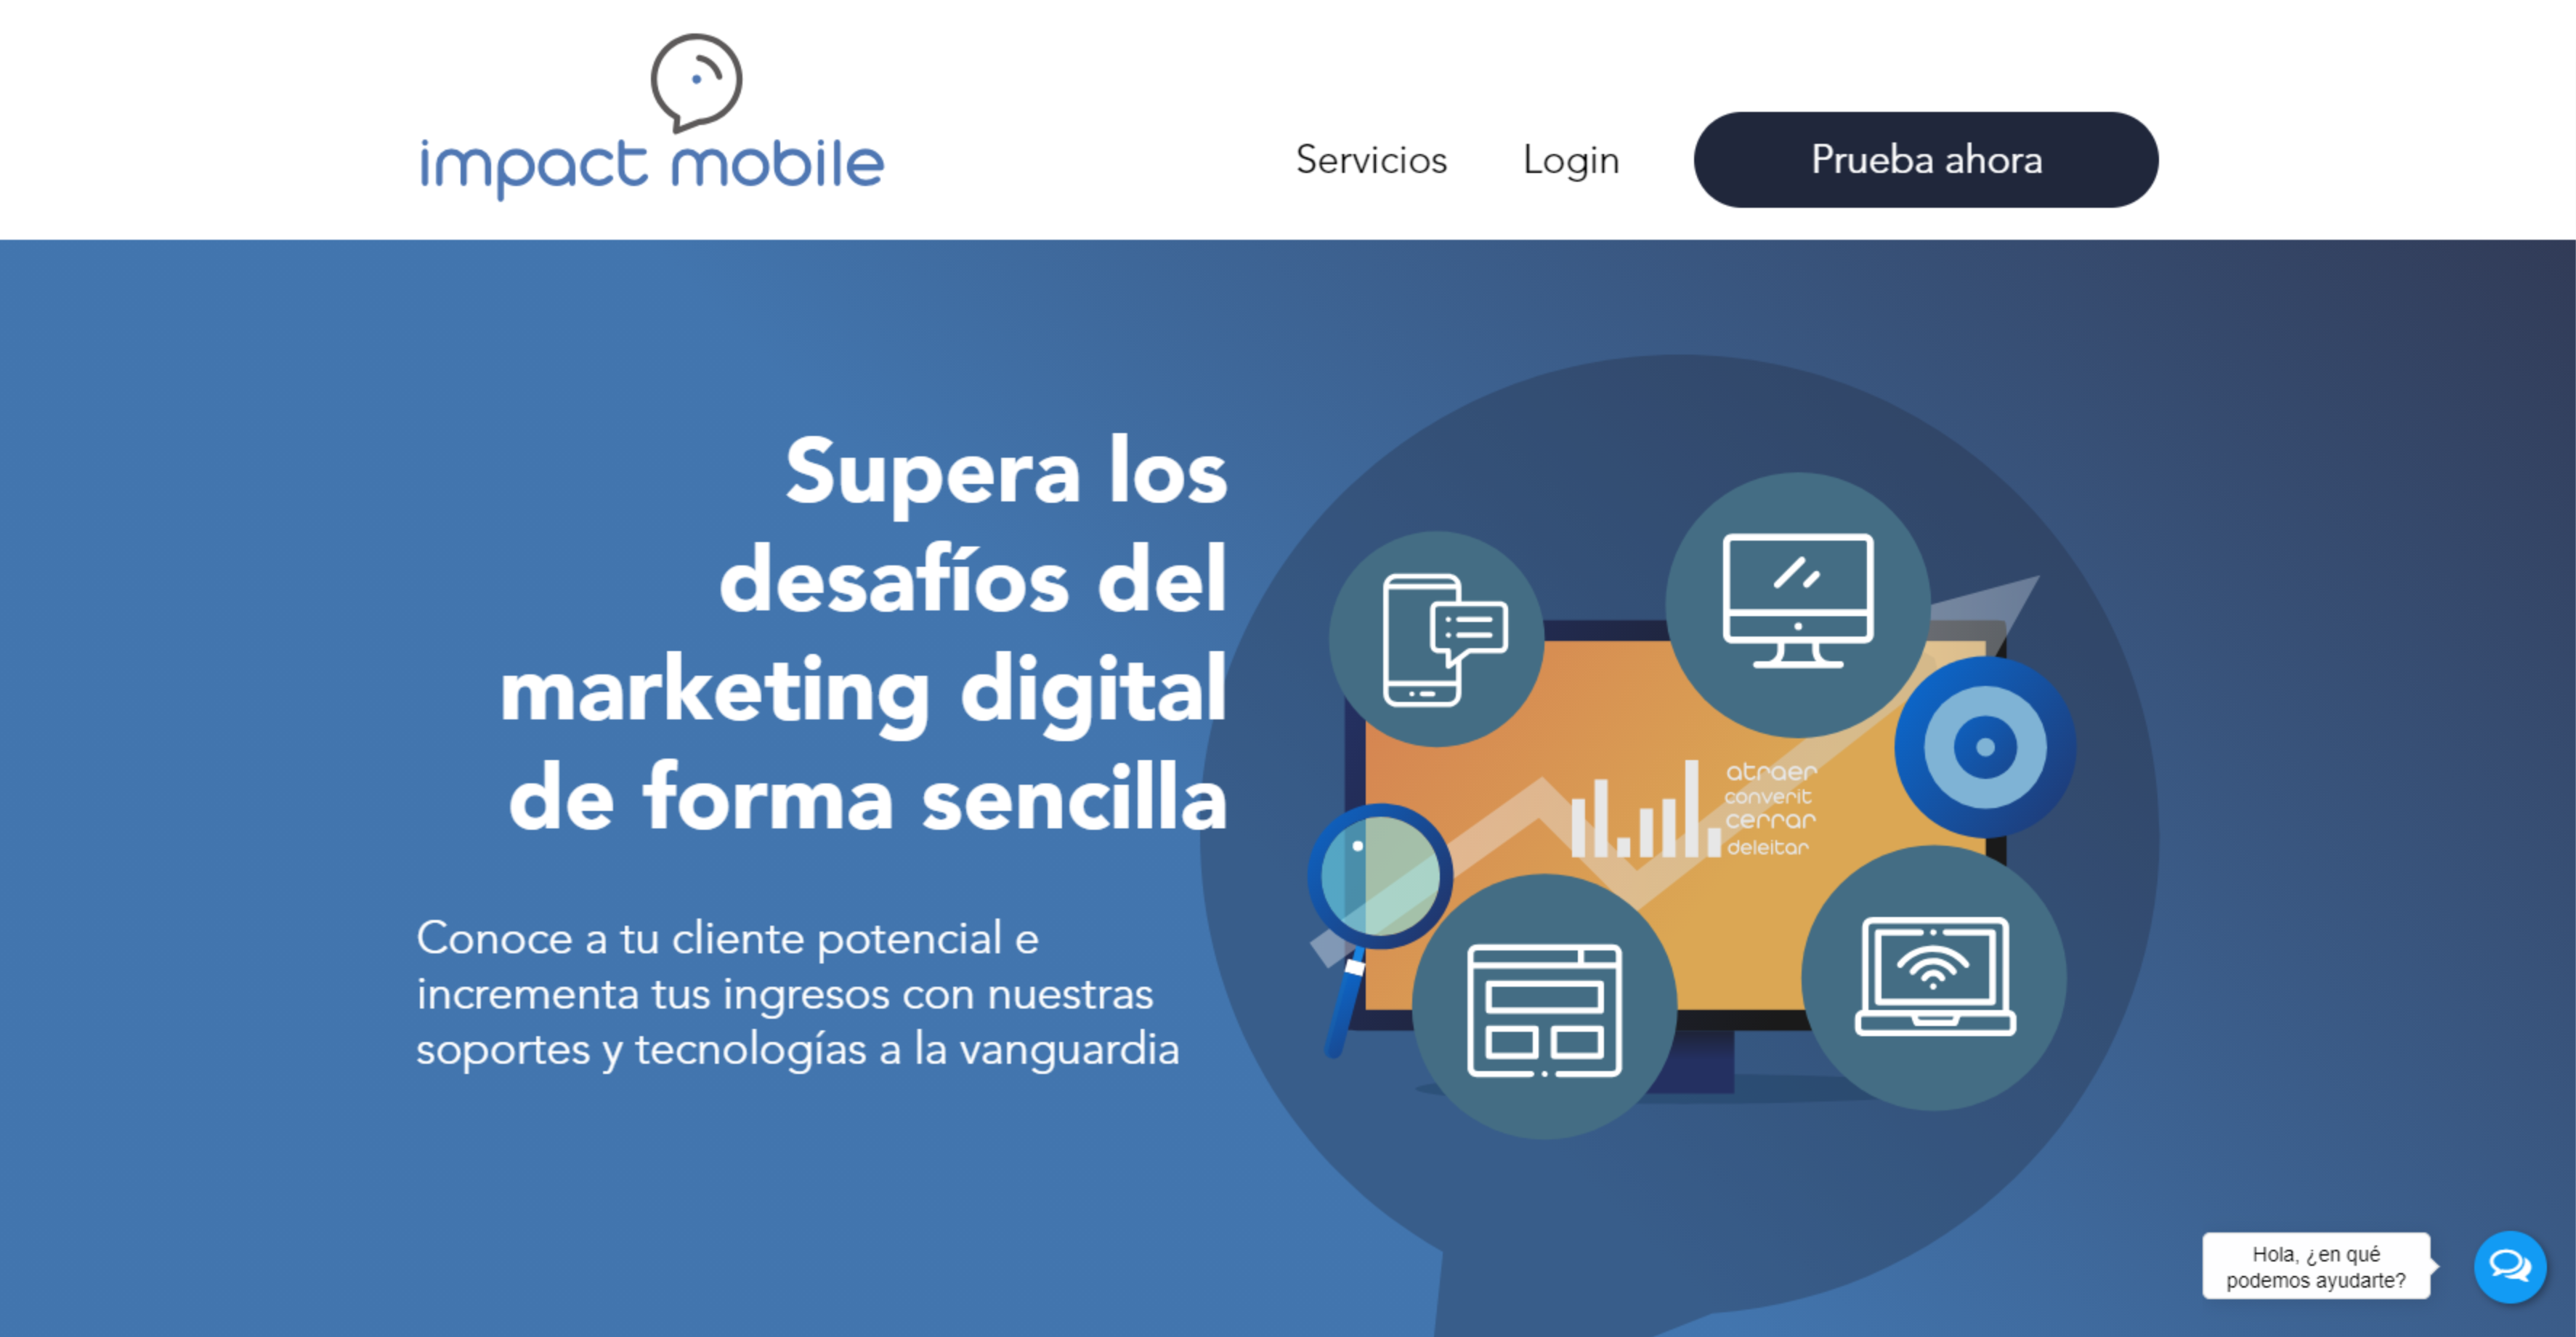 impact mobile
Servicios
Login
Prueba ahora
Supera los
desafíos del
marketing digital
de forma sencilla
Conoce a tu cliente potencial e
incrementa tus ingresos con nuestras
soportes y tecnologías a la vanguardia
atraer
converit
cerrar
deleitar
Hola, ¿en qué
podemos ayudarte?